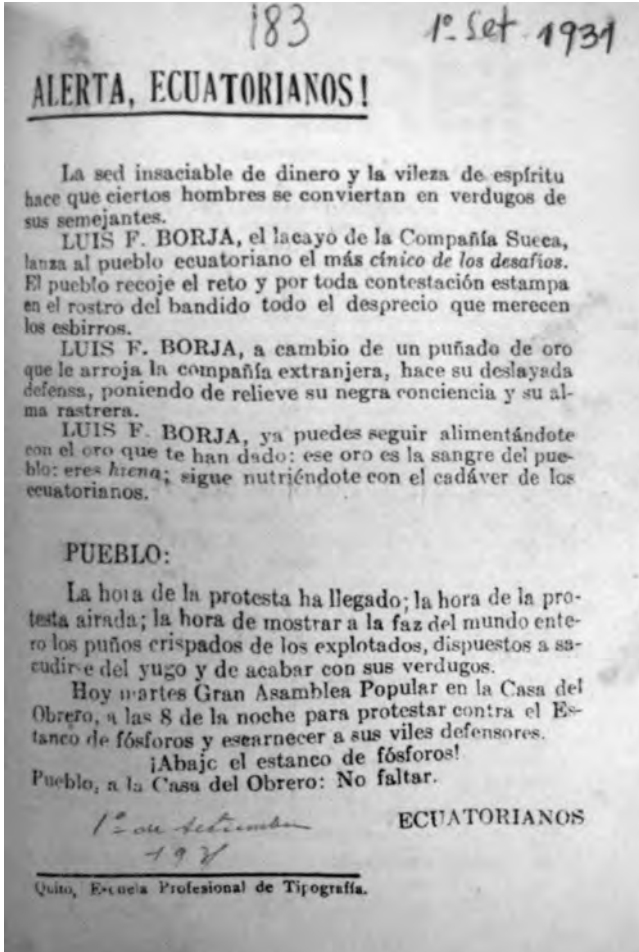 183 1º Set 1931
ALERTA, ECUATORIANOS!
La sed insaciable de dinero y la vileza de espíritu
hace que ciertos hombres se conviertan en verdugos de
sus semejantes.
LUIS F. BORJA, el lacayo de la Compañía Sueca,
lanza al pueblo ecuatoriano el más cínico de los desafíos.
El pueblo recoje el reto y por toda contestación estampa
en el rostro del bandido todo el desprecio que merecen
los esbirros.
LUIS F. BORJA, a cambio de un puñado de oro
que le arroja la compañía extranjera, hace su deslayada
defensa, poniendo de relieve su negra conciencia y su al-
ma rastrera.
LUIS F. BORJA, ya puedes seguir alimentándote
con el oro que te han dado: ese oro es la sangre del pue-
blo: eres hiena; sigue nutriéndote con el cadáver de los
ecuatorianos.
PUEBLO:
La hora de la protesta ha llegado; la hora de la pro-
testa airada; la hora de mostrar a la faz del mundo ente-
ro los puños crispados de los explotados, dispuestos a sa-
cudirse del yugo y de acabar con sus verdugos.
Hoy martes Gran Asamblea Popular en la Casa del
Obrero, a las 8 de la noche para protestar contra el Es-
tanco de fósforos y escarnecer a sus viles defensores.
¡Abajo el estanco de fósforos!
Pueblo, a la Casa del Obrero: No faltar.
ECUATORIANOS
1º de setiembre
1931
Quito, Escuela Profesional de Tipografía.